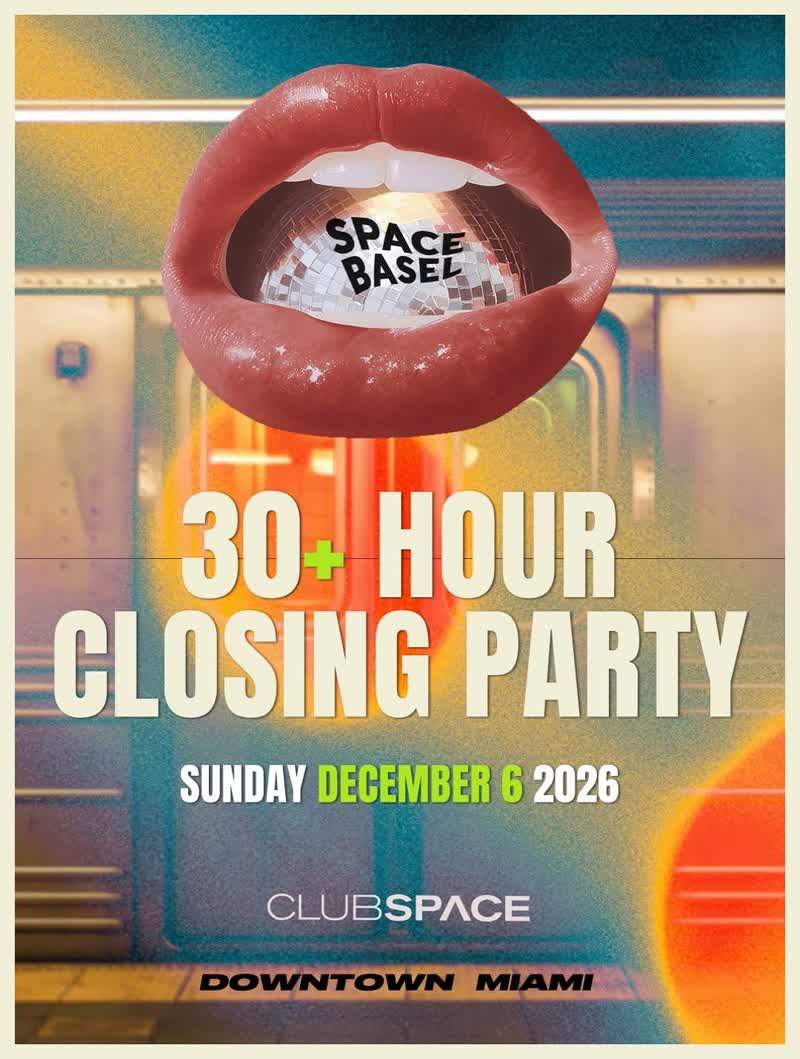 SPACE
BASEL
30+ HOUR
CLOSING PARTY
SUNDAY DECEMBER 6 2026
CLUBSPACE
DOWNTOWN MIAMI